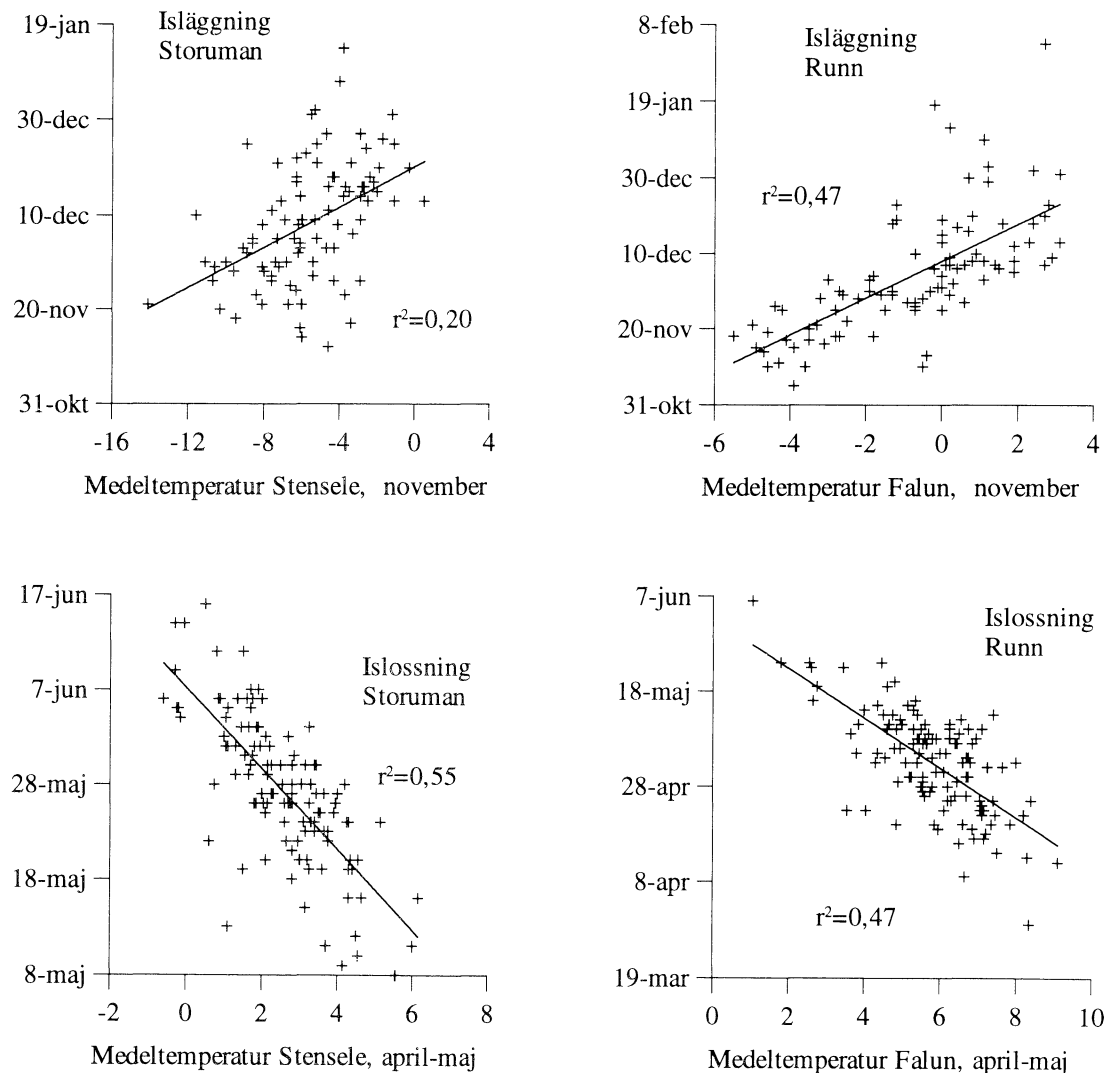 Isläggning
Storuman
19-jan
30-dec
10-dec
20-nov
31-okt
r²=0,20
-16 -12 -8 -4 0 4
Medeltemperatur Stensele, november
Isläggning
Runn
8-feb
19-jan
30-dec
10-dec
20-nov
31-okt
r²=0,47
-6 -4 -2 0 2 4
Medeltemperatur Falun, november
17-jun
7-jun
28-maj
18-maj
8-maj
Islossning
Storuman
r²=0,55
-2 0 2 4 6 8
Medeltemperatur Stensele, april-maj
7-jun
18-maj
28-apr
8-apr
19-mar
Islossning
Runn
r²=0,47
0 2 4 6 8 10
Medeltemperatur Falun, april-maj